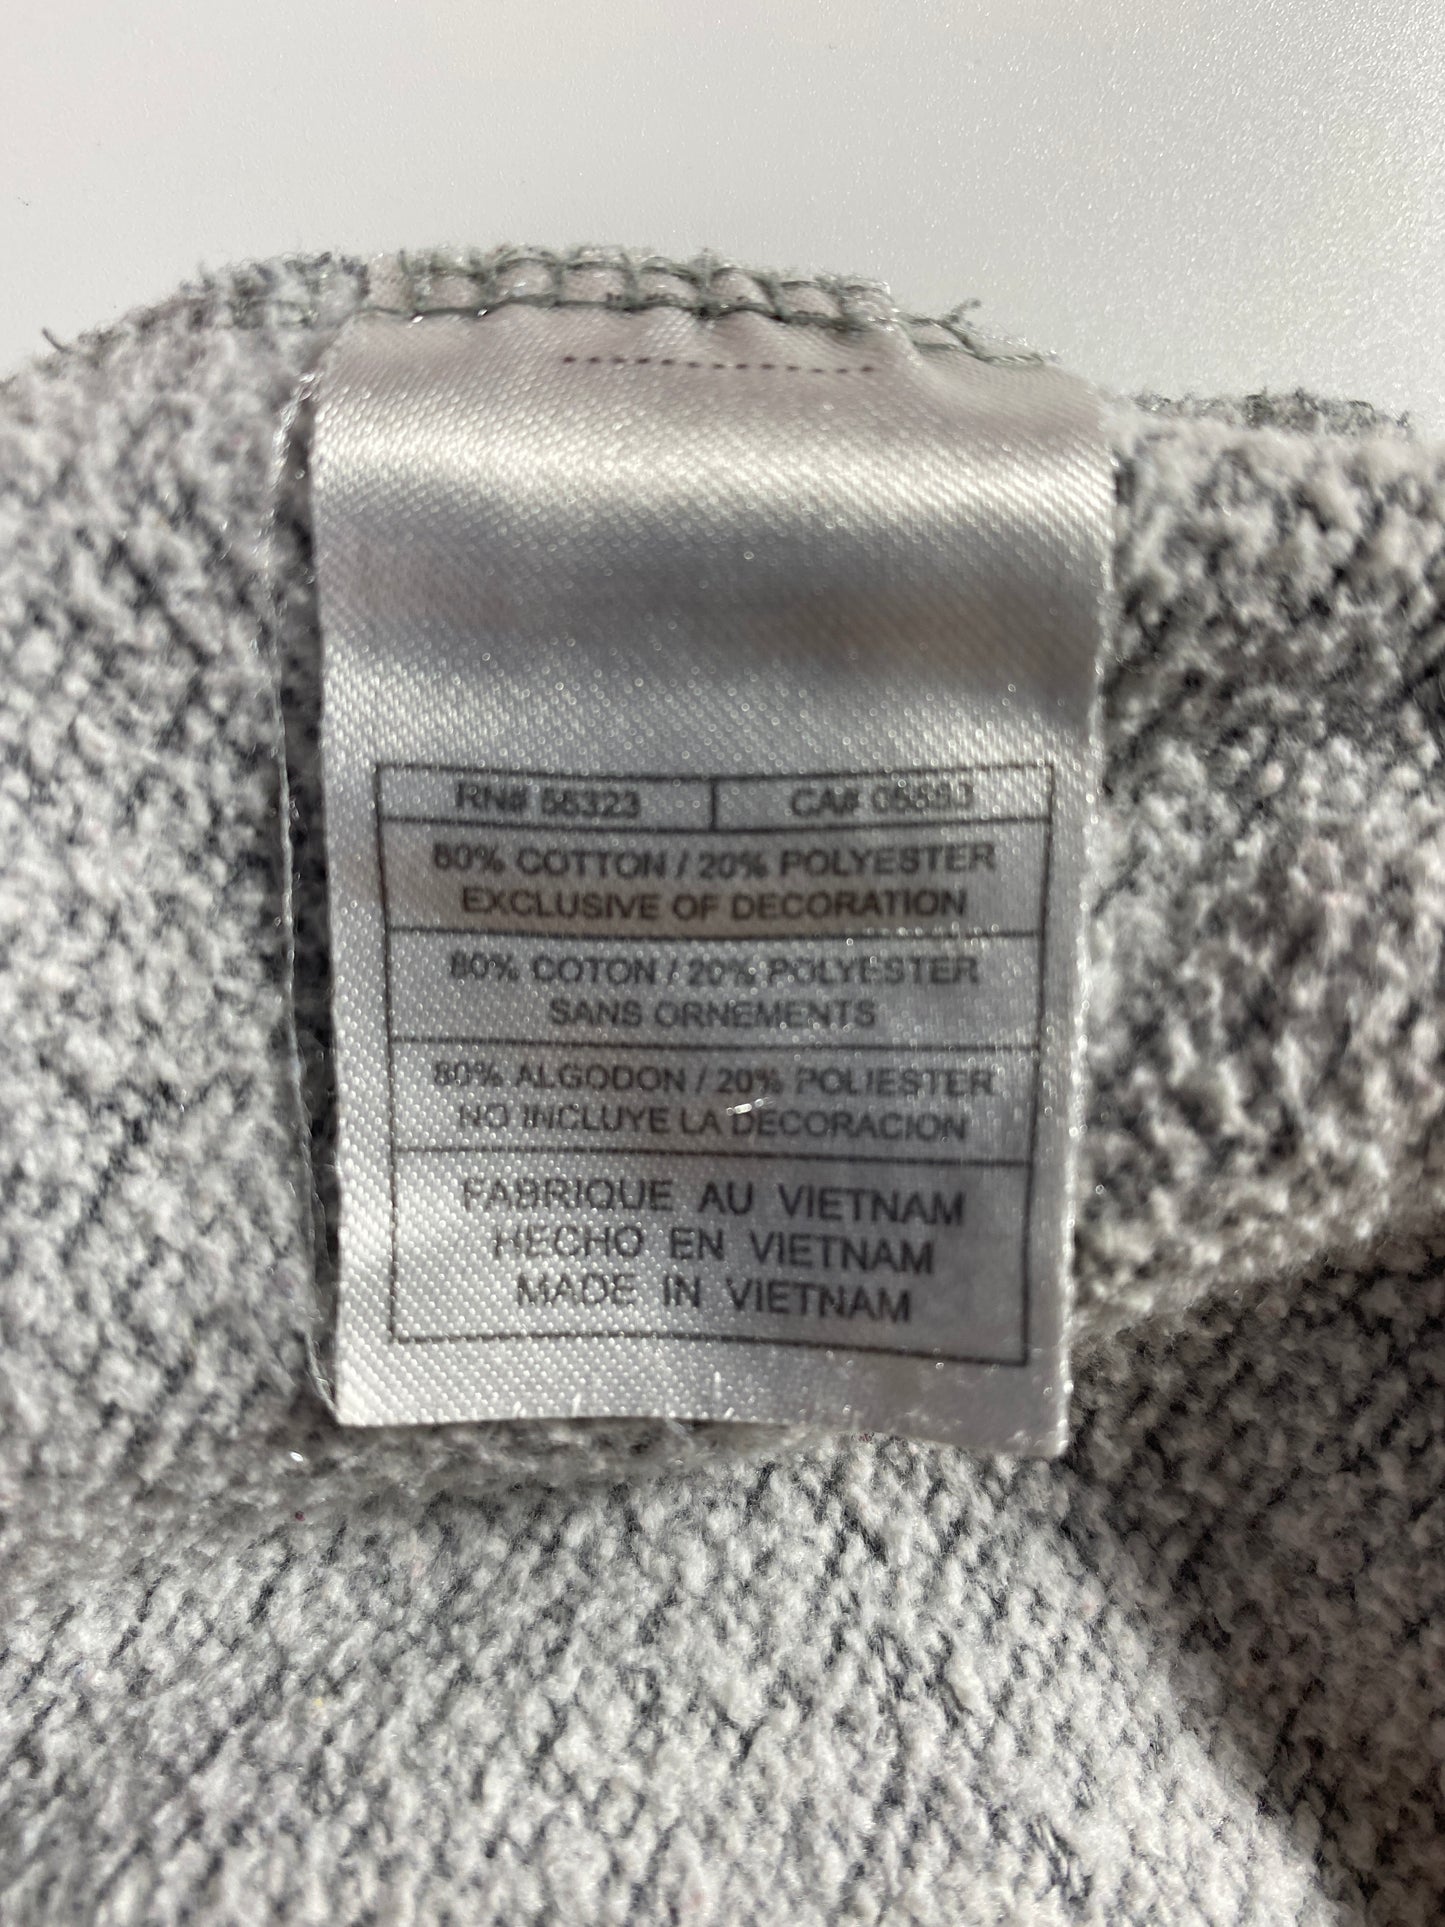 RN# 56323 CA# 05553
80% COTTON / 20% POLYESTER
EXCLUSIVE OF DECORATION
80% COTON / 20% POLYESTER
SANS ORNEMENTS
80% ALGODON / 20% POLIESTER
NO INCLUYE LA DECORACION
FABRIQUE AU VIETNAM
HECHO EN VIETNAM
MADE IN VIETNAM